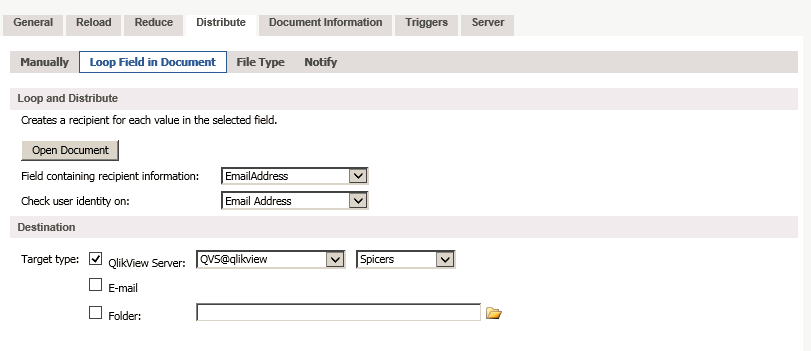 General Reload Reduce Distribute Document Information Triggers Server
Manually Loop Field in Document File Type Notify
Loop and Distribute
Creates a recipient for each value in the selected field.
Open Document
Field containing recipient information: EmailAddress
Check user identity on: Email Address
Destination
Target type: QlikView Server: QVS@qlikview Spicers
E-mail
Folder: